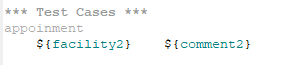 *** Test Cases ***
appoinment
${facility2}    ${comment2}